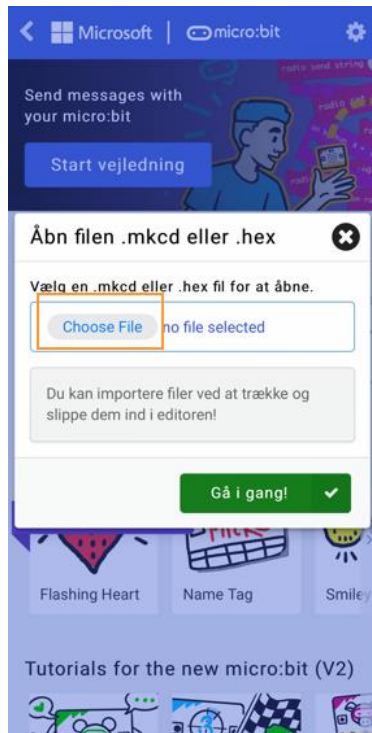 Microsoft | micro:bit
Send messages with
your micro:bit
Start vejledning
Åbn filen .mkcd eller .hex
Vælg en .mkcd eller .hex fil for at åbne.
Choose File no file selected
Du kan importere filer ved at trække og
slippe dem ind i editoren!
Gå i gang!
Flashing Heart
Name Tag
Smiley
Tutorials for the new micro:bit (V2)